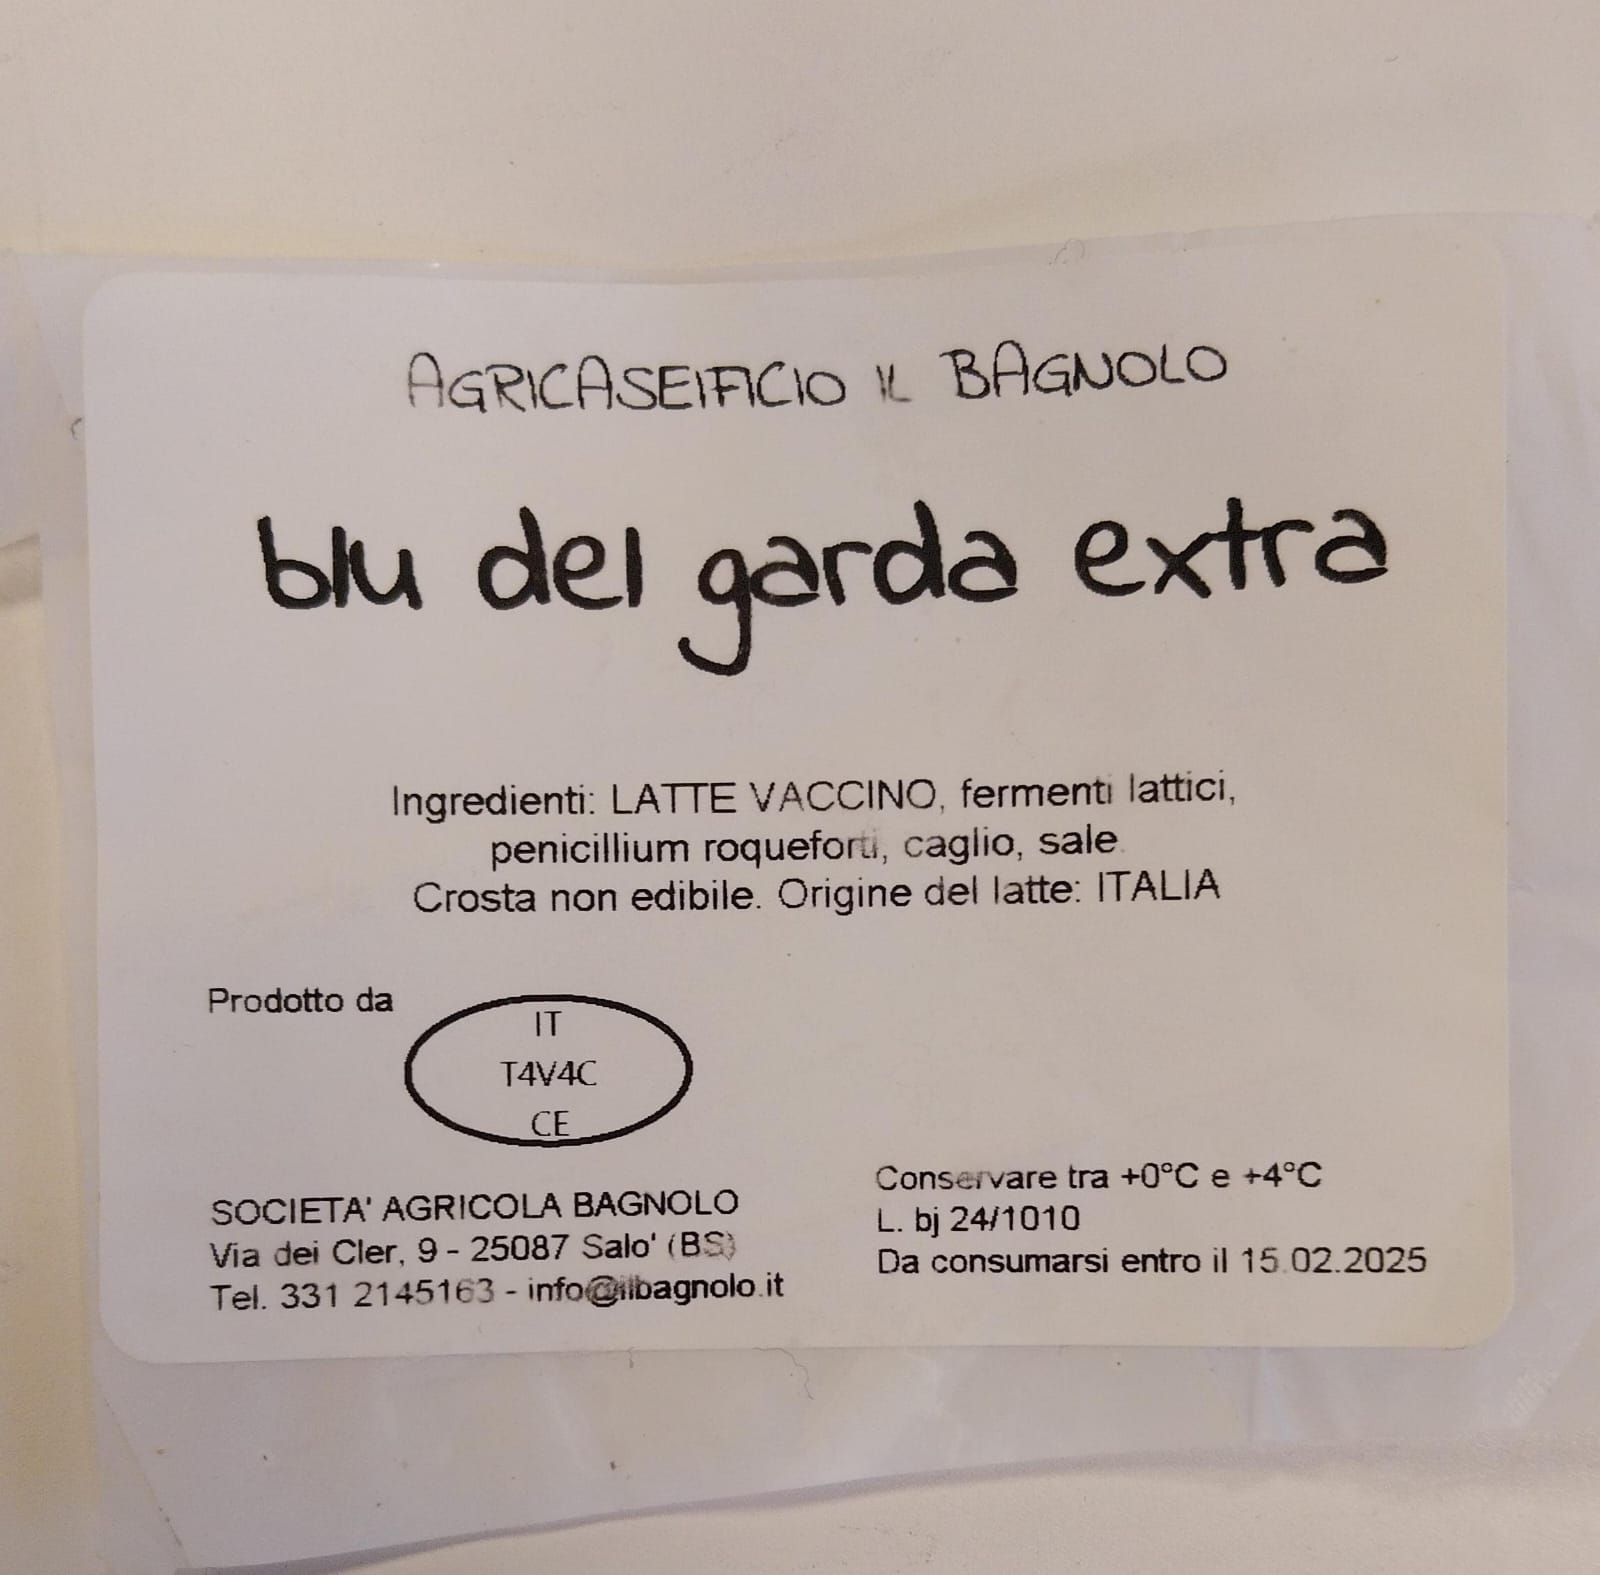 AGRICASEIFICIO IL BAGNOLO
blu del garda extra
Ingredienti: LATTE VACCINO, fermenti lattici,
penicillium roqueforti, caglio, sale.
Crosta non edibile. Origine del latte: ITALIA
Prodotto da
IT
T4V4C
CE
SOCIETA' AGRICOLA BAGNOLO
Via dei Cler, 9 - 25087 Salo' (BS)
Tel. 331 2145163 - info@ilbagnolo.it
Conservare tra +0°C e +4°C
L. bj 24/1010
Da consumarsi entro il 15.02.2025